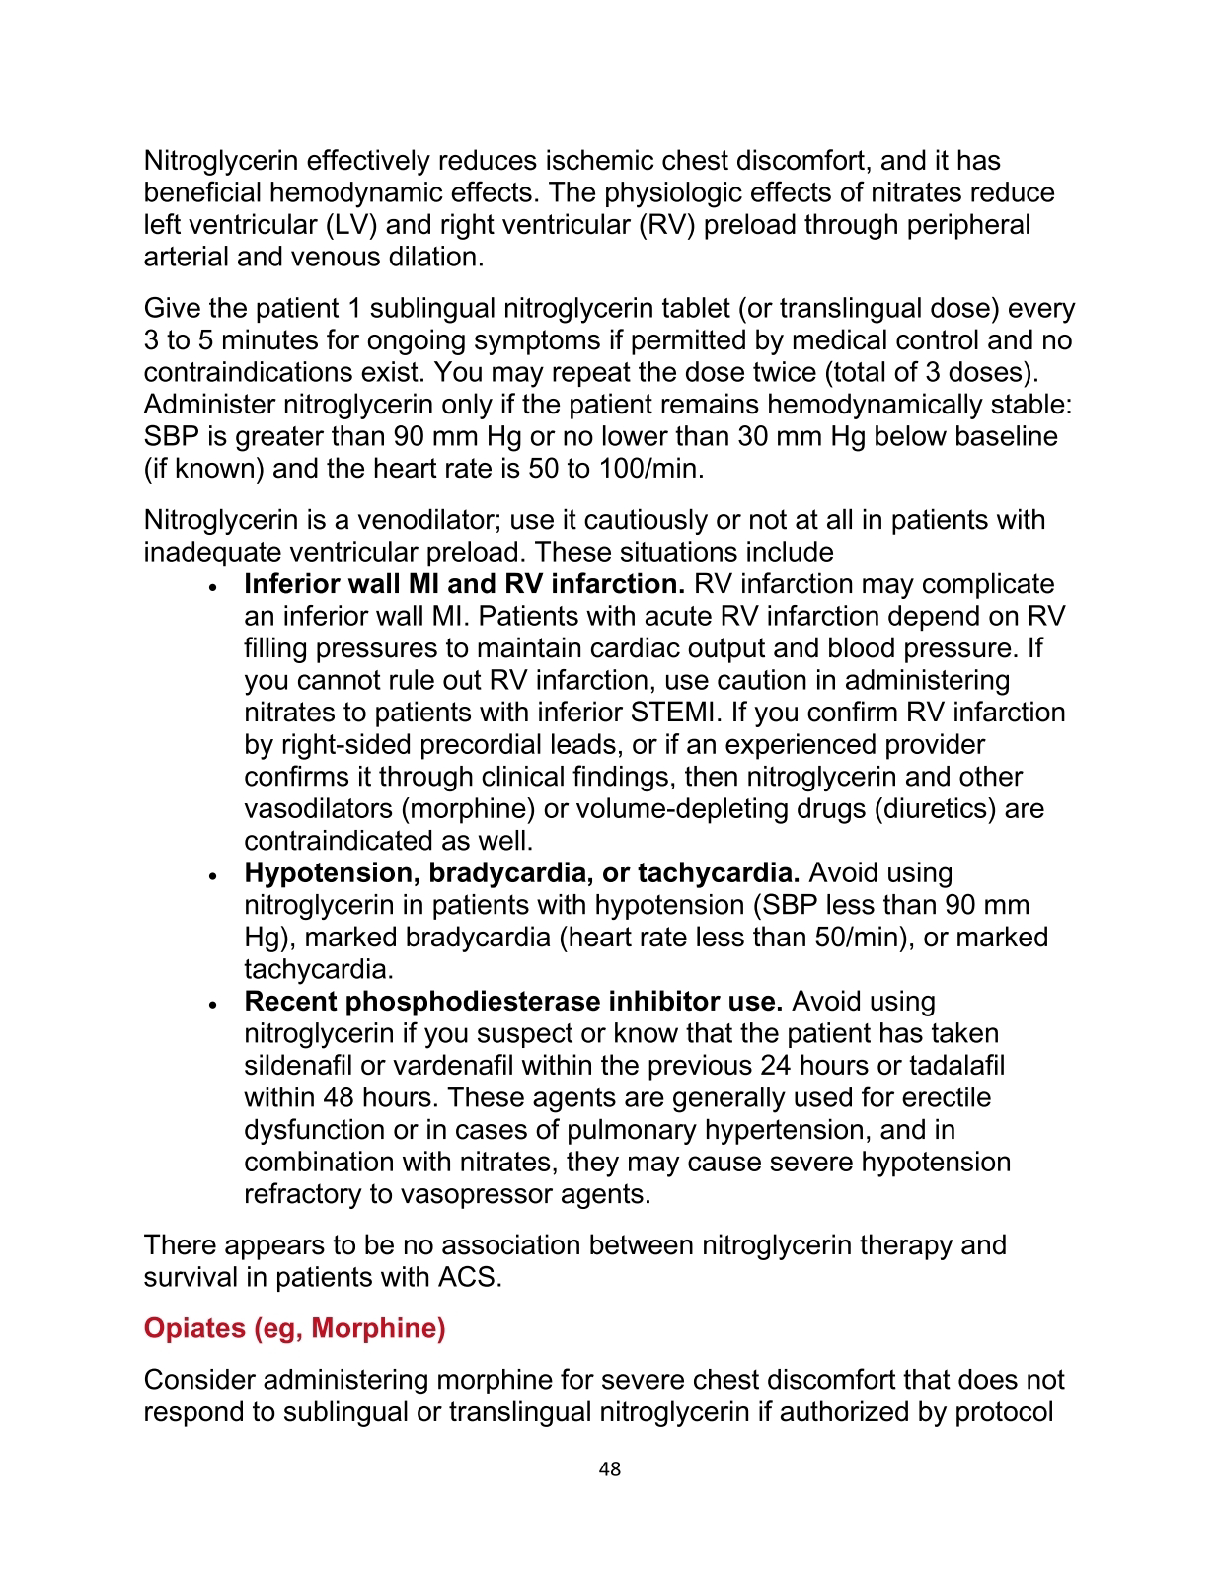 Nitroglycerin effectively reduces ischemic chest discomfort, and it has
beneficial hemodynamic effects. The physiologic effects of nitrates reduce
left ventricular (LV) and right ventricular (RV) preload through peripheral
arterial and venous dilation.
Give the patient 1 sublingual nitroglycerin tablet (or translingual dose) every
3 to 5 minutes for ongoing symptoms if permitted by medical control and no
contraindications exist. You may repeat the dose twice (total of 3 doses).
Administer nitroglycerin only if the patient remains hemodynamically stable:
SBP is greater than 90 mm Hg or no lower than 30 mm Hg below baseline
(if known) and the heart rate is 50 to 100/min.
Nitroglycerin is a venodilator; use it cautiously or not at all in patients with
inadequate ventricular preload. These situations include
• Inferior wall MI and RV infarction. RV infarction may complicate
an inferior wall MI. Patients with acute RV infarction depend on RV
filling pressures to maintain cardiac output and blood pressure. If
you cannot rule out RV infarction, use caution in administering
nitrates to patients with inferior STEMI. If you confirm RV infarction
by right-sided precordial leads, or if an experienced provider
confirms it through clinical findings, then nitroglycerin and other
vasodilators (morphine) or volume-depleting drugs (diuretics) are
contraindicated as well.
• Hypotension, bradycardia, or tachycardia. Avoid using
nitroglycerin in patients with hypotension (SBP less than 90 mm
Hg), marked bradycardia (heart rate less than 50/min), or marked
tachycardia.
• Recent phosphodiesterase inhibitor use. Avoid using
nitroglycerin if you suspect or know that the patient has taken
sildenafil or vardenafil within the previous 24 hours or tadalafil
within 48 hours. These agents are generally used for erectile
dysfunction or in cases of pulmonary hypertension, and in
combination with nitrates, they may cause severe hypotension
refractory to vasopressor agents.
There appears to be no association between nitroglycerin therapy and
survival in patients with ACS.
Opiates (eg, Morphine)
Consider administering morphine for severe chest discomfort that does not
respond to sublingual or translingual nitroglycerin if authorized by protocol
48